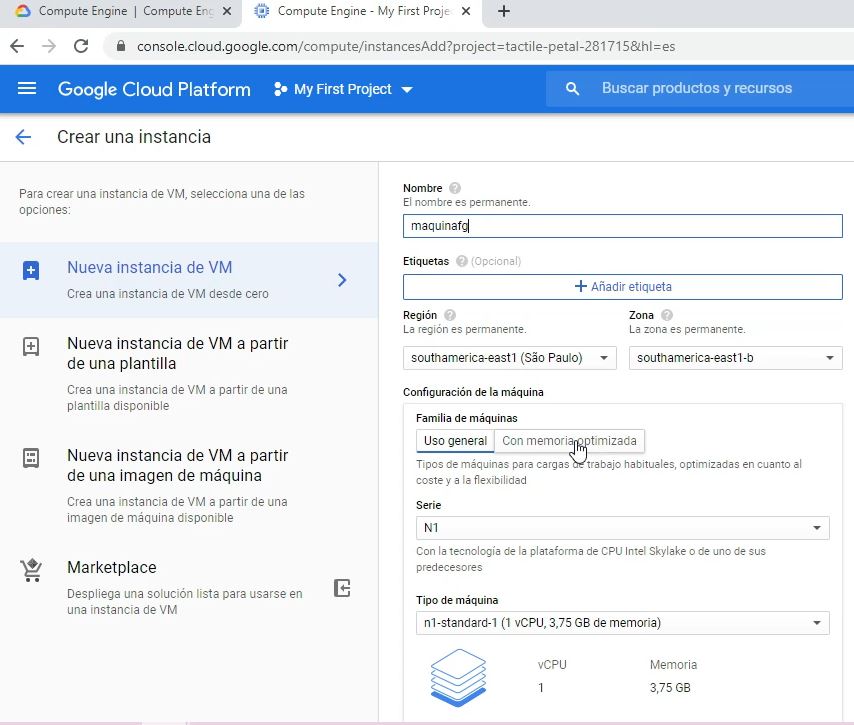 Compute Engine | Compute Eng
Compute Engine - My First Proje
console.cloud.google.com/compute/instancesAdd?project=tactile-petal-281715&hl=es
Google Cloud Platform
My First Project
Buscar productos y recursos
Crear una instancia
Para crear una instancia de VM, selecciona una de las
opciones:
Nueva instancia de VM
Crea una instancia de VM desde cero
Nueva instancia de VM a partir
de una plantilla
Crea una instancia de VM a partir de una
plantilla disponible
Nueva instancia de VM a partir
de una imagen de máquina
Crea una instancia de VM a partir de una
imagen de máquina disponible
Marketplace
Despliega una solución lista para usarse en
una instancia de VM
Nombre
El nombre es permanente.
maquinafg
Etiquetas (Opcional)
Añadir etiqueta
Región
La región es permanente.
southamerica-east1 (São Paulo)
Zona
La zona es permanente.
southamerica-east1-b
Configuración de la máquina
Familia de máquinas
Uso general
Con memoria optimizada
Tipos de máquinas para cargas de trabajo habituales, optimizadas en cuanto al
coste y a la flexibilidad
Serie
N1
Con la tecnología de la plataforma de CPU Intel Skylake o de uno de sus
predecesores
Tipo de máquina
n1-standard-1 (1 vCPU, 3,75 GB de memoria)
vCPU
1
Memoria
3,75 GB